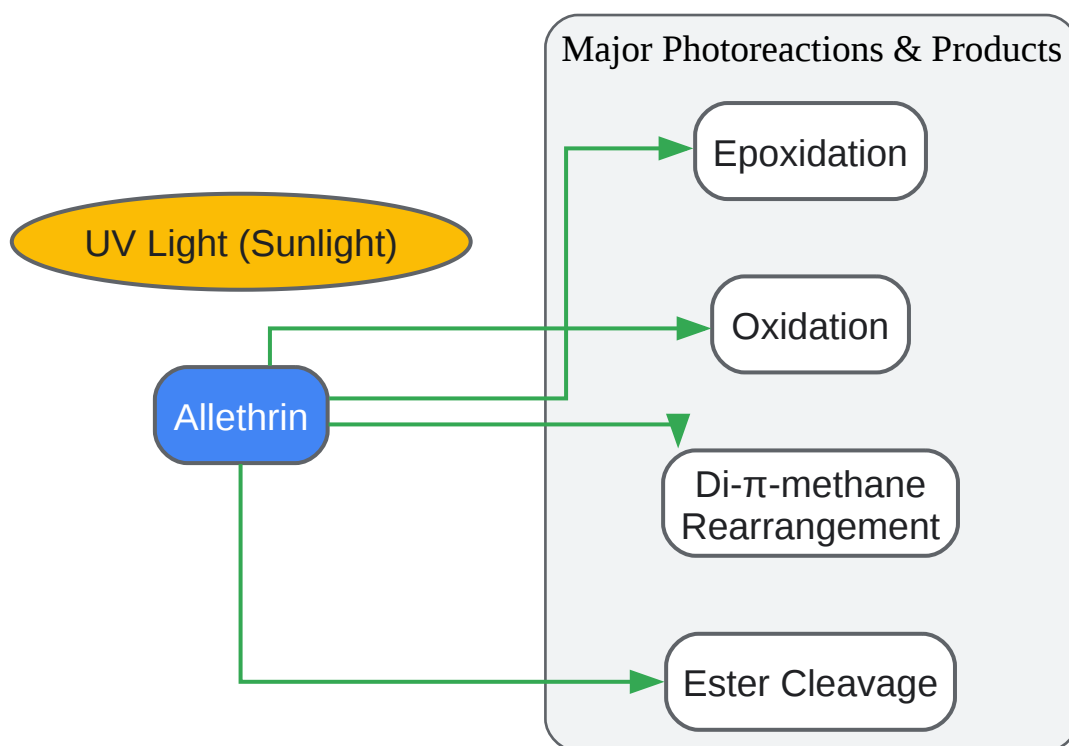 Major Photoreactions & Products
Epoxidation
UV Light (Sunlight)
Oxidation
Allethrin
Di-π-methane
Rearrangement
Ester Cleavage